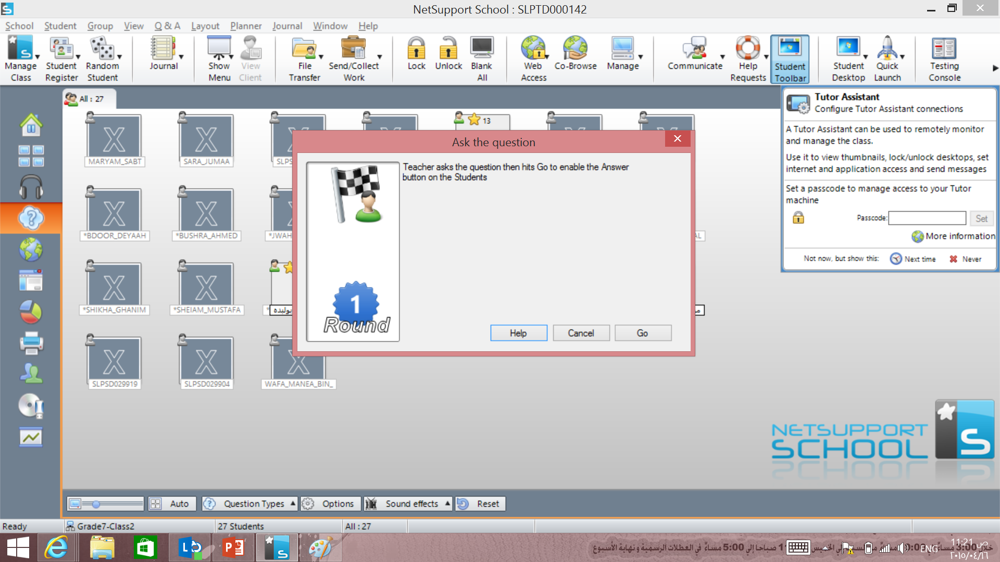 NetSupport School : SLPTD000142
School Student Group View Q & A Layout Planner Journal Window Help
Manage Class
Student Register
Random Student
Journal
Show Menu
View Client
File Transfer
Send/Collect Work
Lock
Unlock
Blank All
Web Access
Co-Browse
Manage
Communicate
Help Requests
Student Toolbar
Student Desktop
Quick Launch
Testing Console
All : 27
Tutor Assistant
Configure Tutor Assistant connections
A Tutor Assistant can be used to remotely monitor
and manage the class.
Use it to view thumbnails, lock/unlock desktops, set
internet and application access and send messages
Set a passcode to manage access to your Tutor
machine
Passcode:
Set
More information
Not now, but show this: Next time Never
13
MARYAM_SABT
SARA_JUMAA
SLPS
*BDOOR_DEYAAH
*BUSHRA_AHMED
*JWAH
AL
*SHIKHA_GHANIM
*SHEIAM_MUSTAFA
بوليده
SLPSD029919
SLPSD029904
WAFA_MANEA_BIN_
Ask the question
Teacher asks the question then hits Go to enable the Answer
button on the Students
1
Round
Help Cancel Go
NETSUPPORT
SCHOOL
S
Auto Question Types Options Sound effects Reset
Ready Grade7-Class2 27 Students All : 27
صباحا إلي 5:00 مساءً في العطلات الرسمية و نهاية الأسبوع
ENG
11:21 ص
٢٠١٥/٠٤/١٦